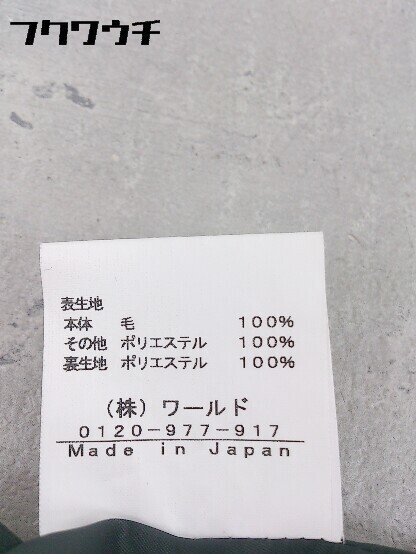 フクワウチ
表生地
本体 毛 100%
その他 ポリエステル 100%
裏生地 ポリエステル 100%
(株) ワールド
0120-977-917
Made in Japan